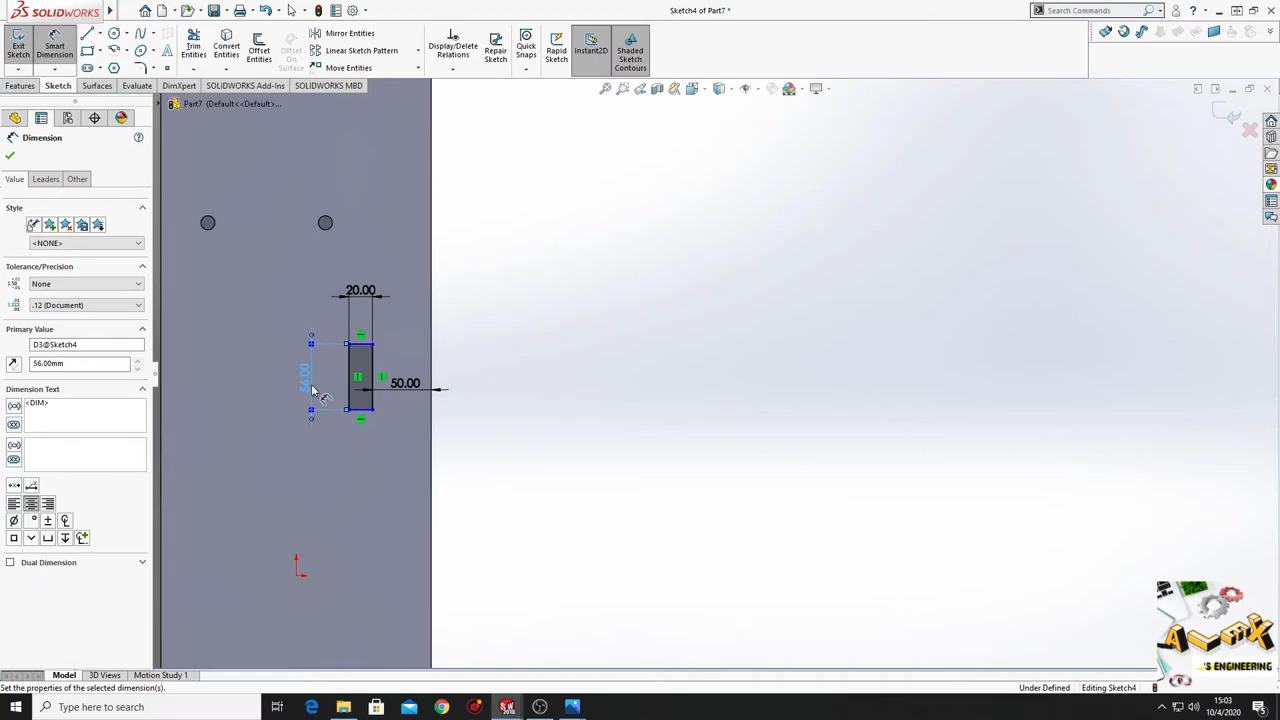 SOLIDWORKS
Sketch4 of Part7 *
Search Commands
Exit Sketch
Smart Dimension
Trim Entities
Convert Entities
Offset Entities
Offset On Surface
Mirror Entities
Linear Sketch Pattern
Move Entities
Display/Delete Relations
Repair Sketch
Quick Snaps
Rapid Sketch
Instant2D
Shaded Sketch Contours
Features Sketch Surfaces Evaluate DimXpert SOLIDWORKS Add-Ins SOLIDWORKS MBD
Part7 (Default<<Default>...
Dimension
Value Leaders Other
Style
<NONE>
Tolerance/Precision
None
.12 (Document)
Primary Value
D3@Sketch4
56.00mm
Dimension Text
<DIM>
Dual Dimension
20.00
56.00
50.00
ALEX
'S ENGINEERING
Model 3D Views Motion Study 1
Set the properties of the selected dimension(s).
Under Defined
Editing Sketch4
Type here to search
15:03
10/4/2020